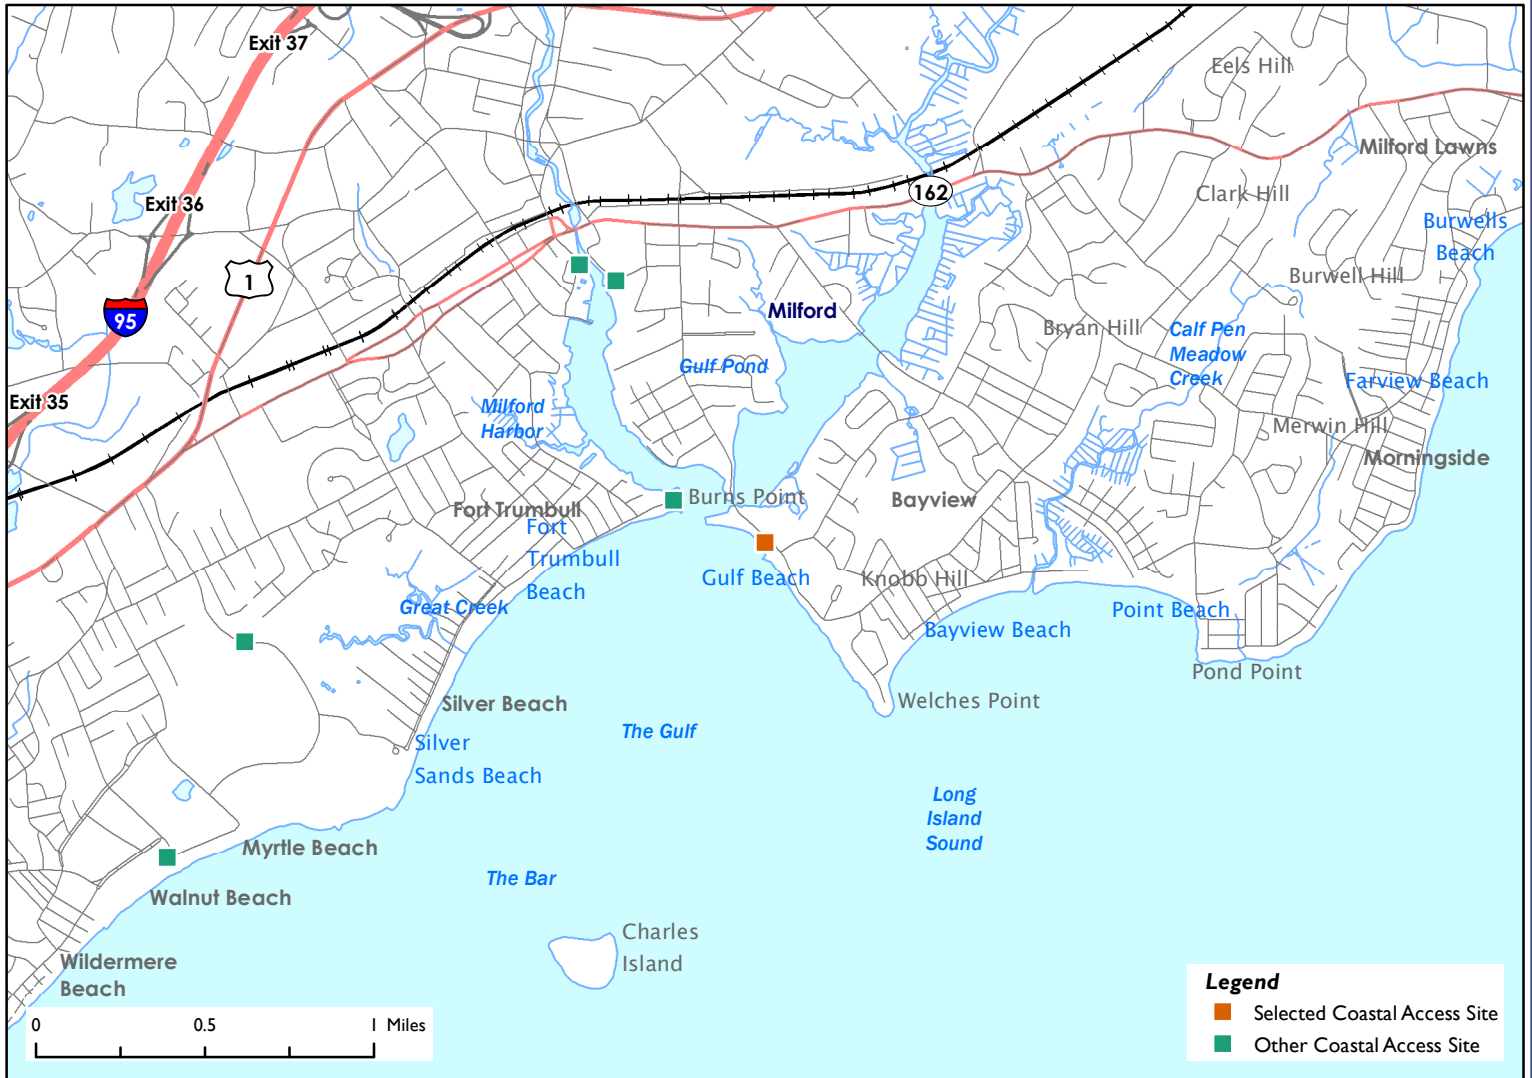 Exit 37
Eels Hill
Milford Lawns
162
Clark Hill
Exit 36
Burwells
Beach
1
Burwell Hill
95
Milford
Bryan Hill
Calf Pen
Meadow
Creek
Gulf Pond
Farview Beach
Exit 35
Milford
Harbor
Merwin Hill
Morningside
Burns Point
Bayview
Fort Trumbull
Fort
Trumbull
Beach
Gulf Beach
Knobb Hill
Great Creek
Point Beach
Bayview Beach
Pond Point
Silver Beach
Welches Point
The Gulf
Silver
Sands Beach
Long
Island
Sound
Myrtle Beach
The Bar
Walnut Beach
Charles
Island
Wildermere
Beach
Legend
Selected Coastal Access Site
Other Coastal Access Site
0 0.5 1 Miles